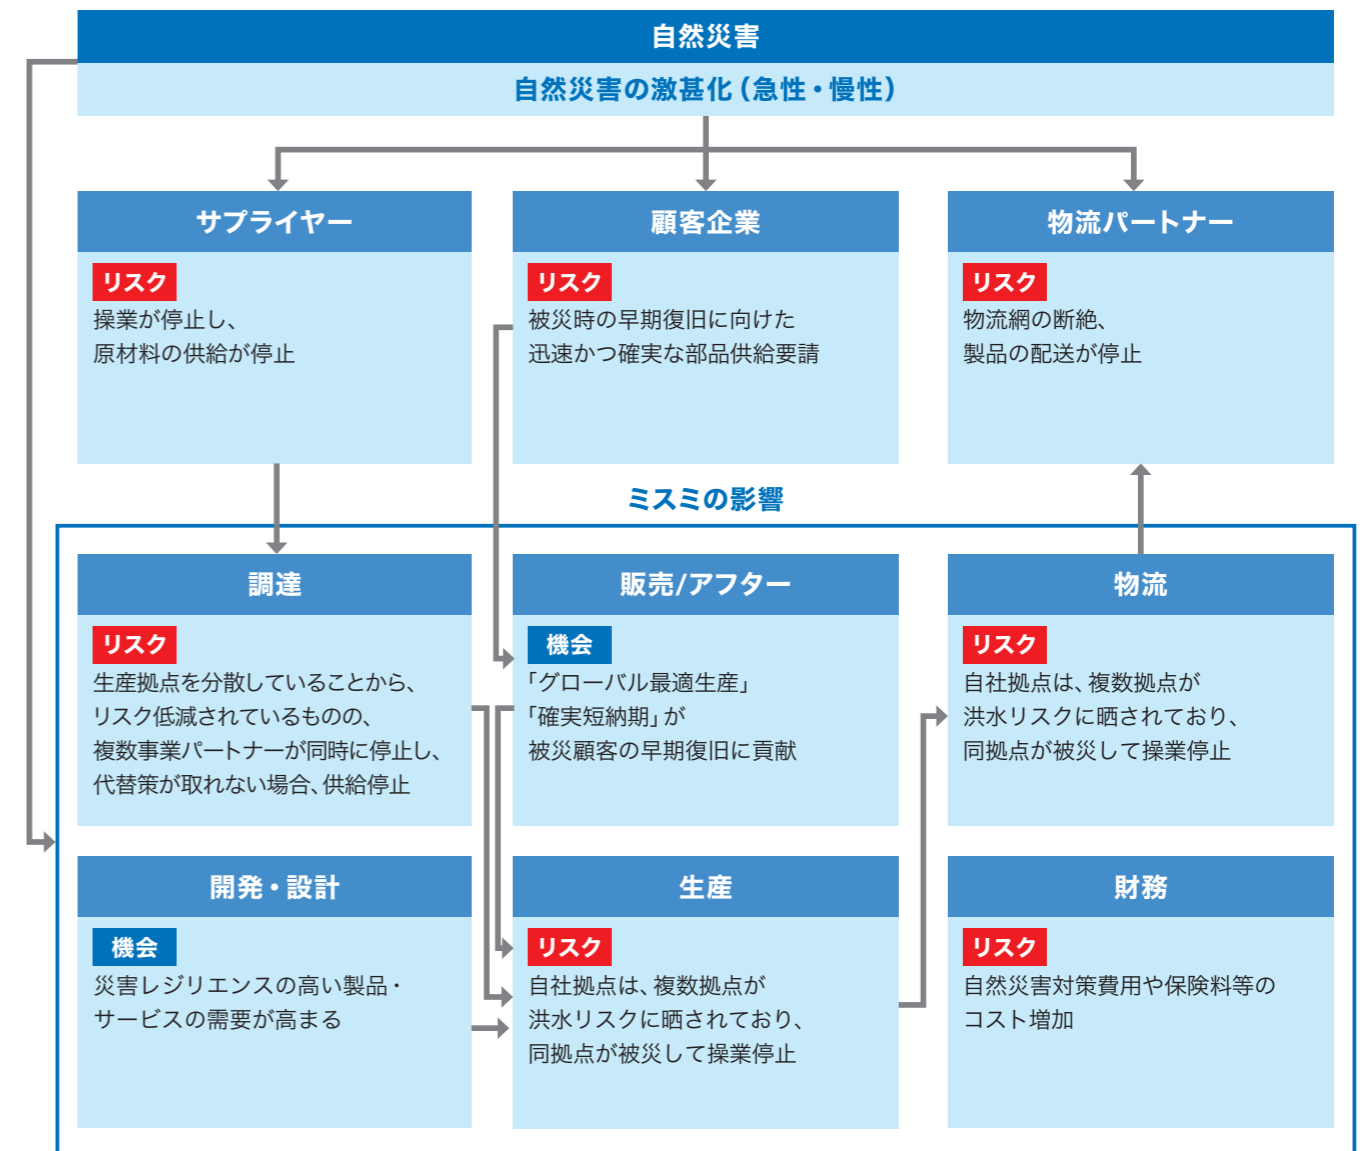 自然災害
自然災害の激甚化（急性・慢性）
サプライヤー
リスク
操業が停止し、
原材料の供給が停止
顧客企業
リスク
被災時の早期復旧に向けた
迅速かつ確実な部品供給要請
物流パートナー
リスク
物流網の断絶、
製品の配送が停止
ミスミの影響
調達
リスク
生産拠点を分散していることから、
リスク低減されているものの、
複数事業パートナーが同時に停止し、
代替策が取れない場合、供給停止
販売/アフター
機会
「グローバル最適生産」
「確実短納期」が
被災顧客の早期復旧に貢献
物流
リスク
自社拠点は、複数拠点が
洪水リスクに晒されており、
同拠点が被災して操業停止
開発・設計
機会
災害レジリエンスの高い製品・
サービスの需要が高まる
生産
リスク
自社拠点は、複数拠点が
洪水リスクに晒されており、
同拠点が被災して操業停止
財務
リスク
自然災害対策費用や保険料等の
コスト増加